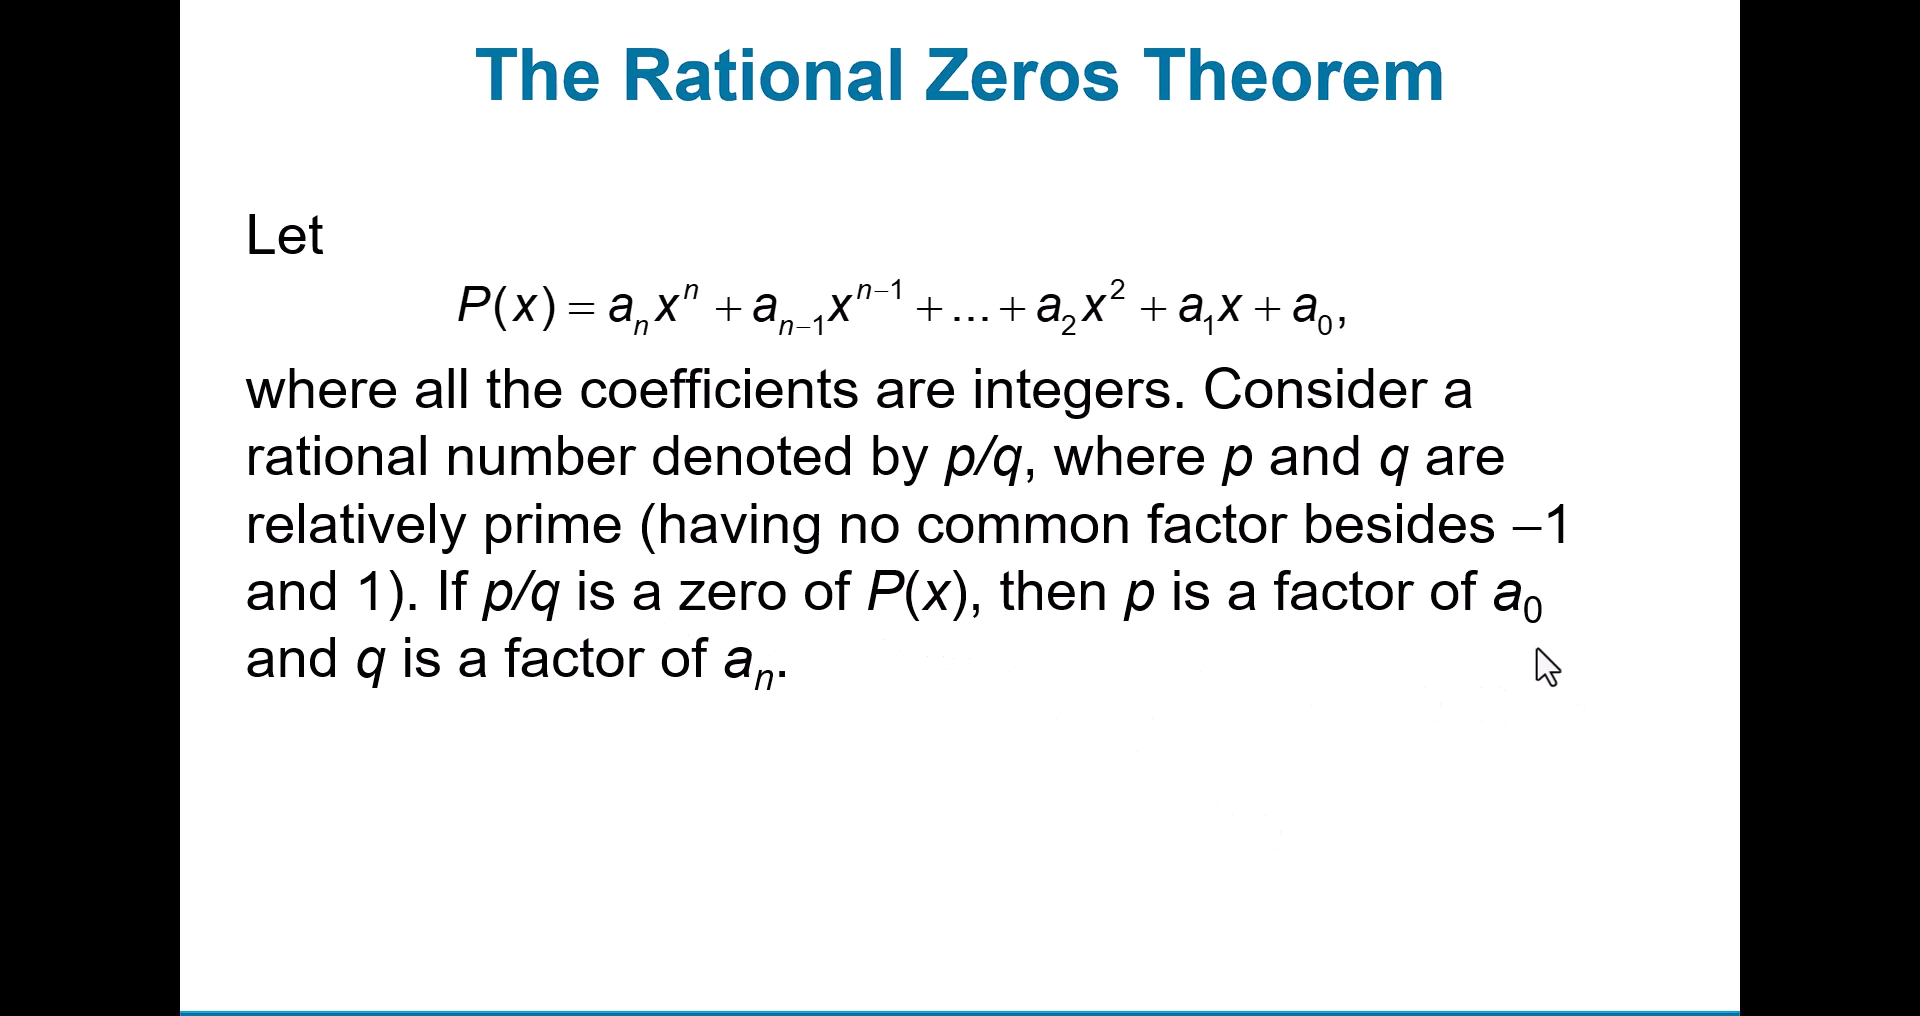 The Rational Zeros Theorem
Let
P(x) = aₙxⁿ + aₙ₋₁xⁿ⁻¹ + ... + a₂x² + a₁x + a₀,
where all the coefficients are integers. Consider a
rational number denoted by p/q, where p and q are
relatively prime (having no common factor besides –1
and 1). If p/q is a zero of P(x), then p is a factor of a₀
and q is a factor of aₙ.